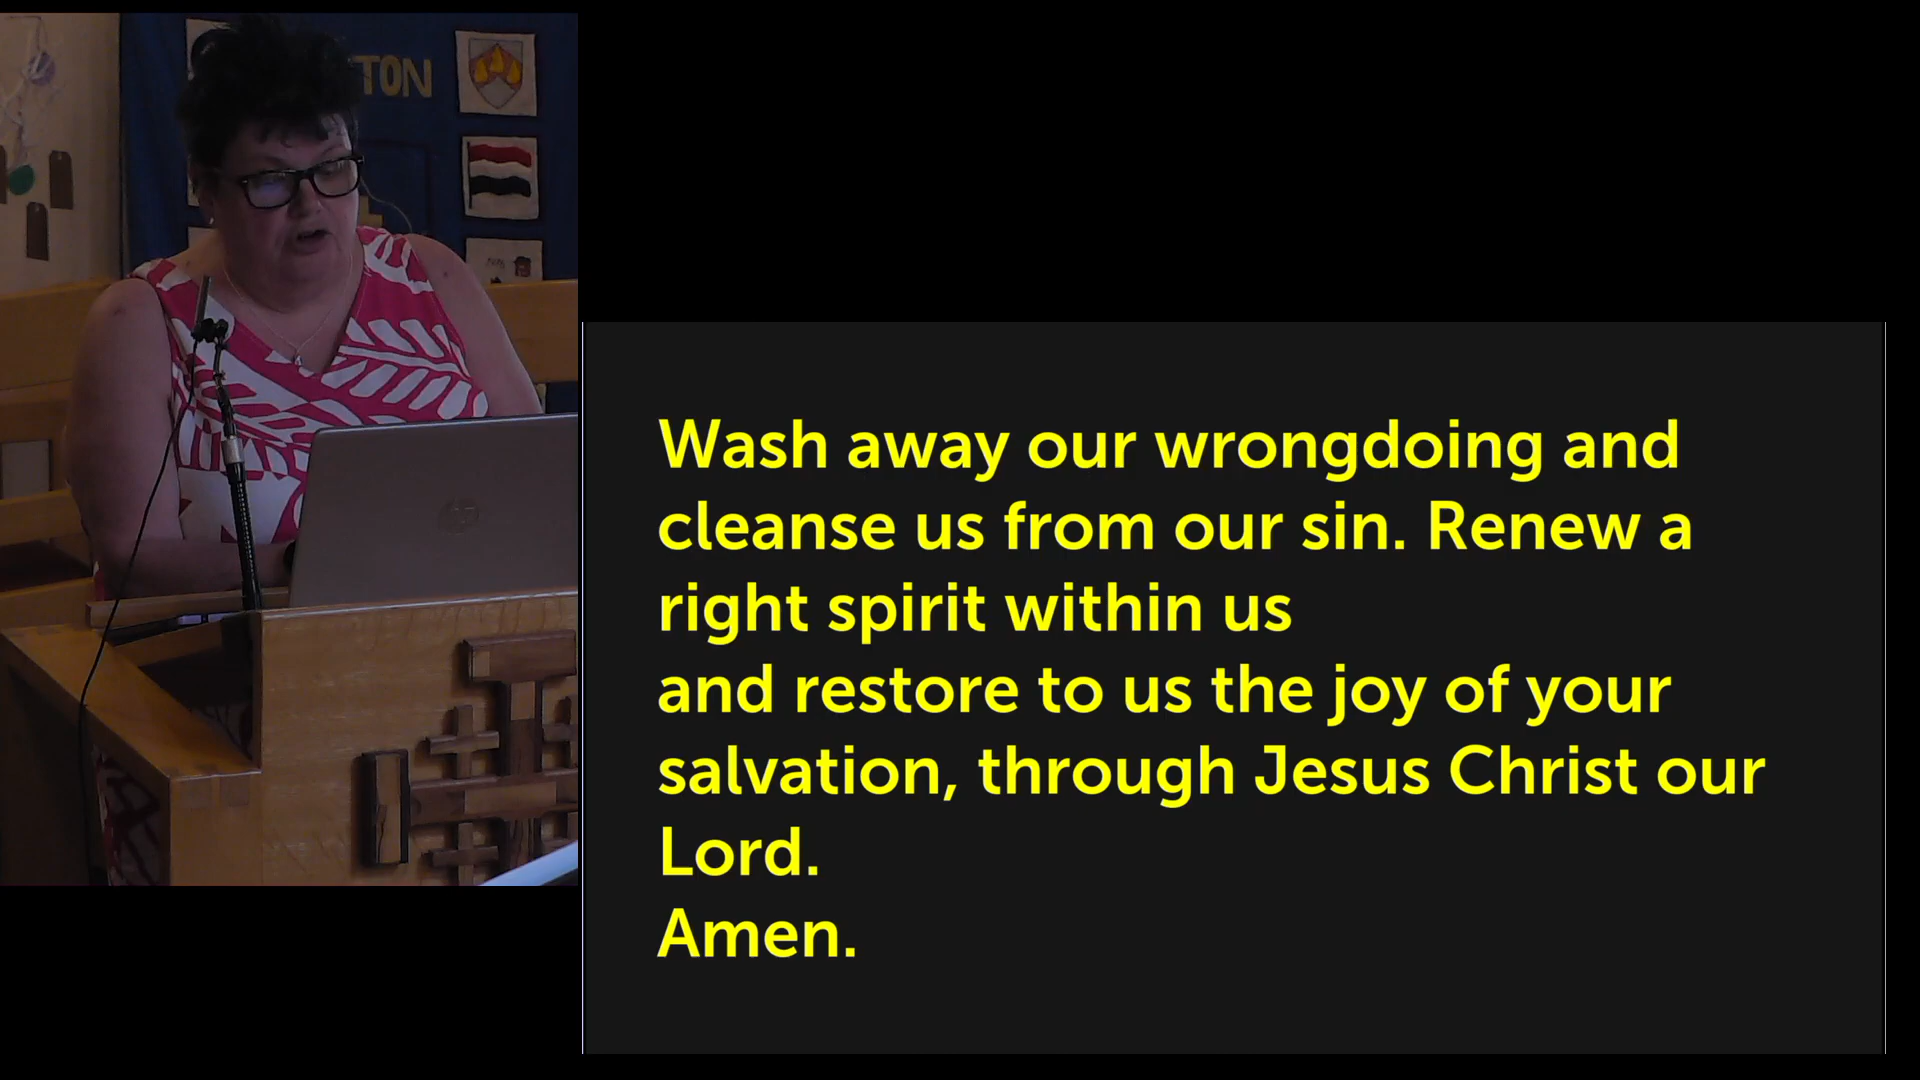 TON
Wash away our wrongdoing and
cleanse us from our sin. Renew a
right spirit within us
and restore to us the joy of your
salvation, through Jesus Christ our
Lord.
Amen.